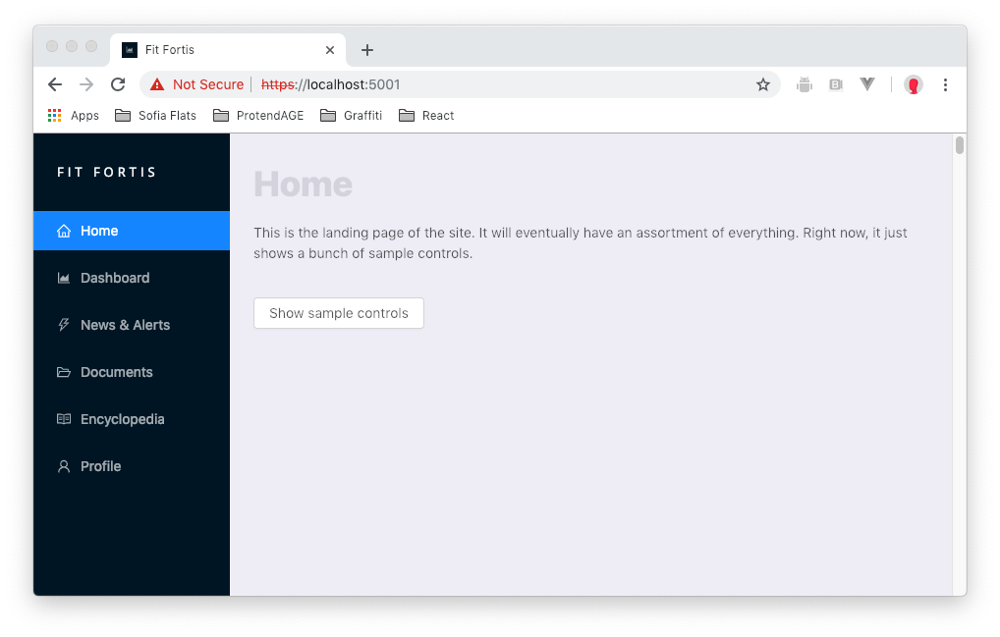 Fit Fortis
Not Secure https://localhost:5001
Apps Sofia Flats ProtendAGE Graffiti React
FIT FORTIS
Home
Dashboard
News & Alerts
Documents
Encyclopedia
Profile
Home
This is the landing page of the site. It will eventually have an assortment of everything. Right now, it just
shows a bunch of sample controls.
Show sample controls